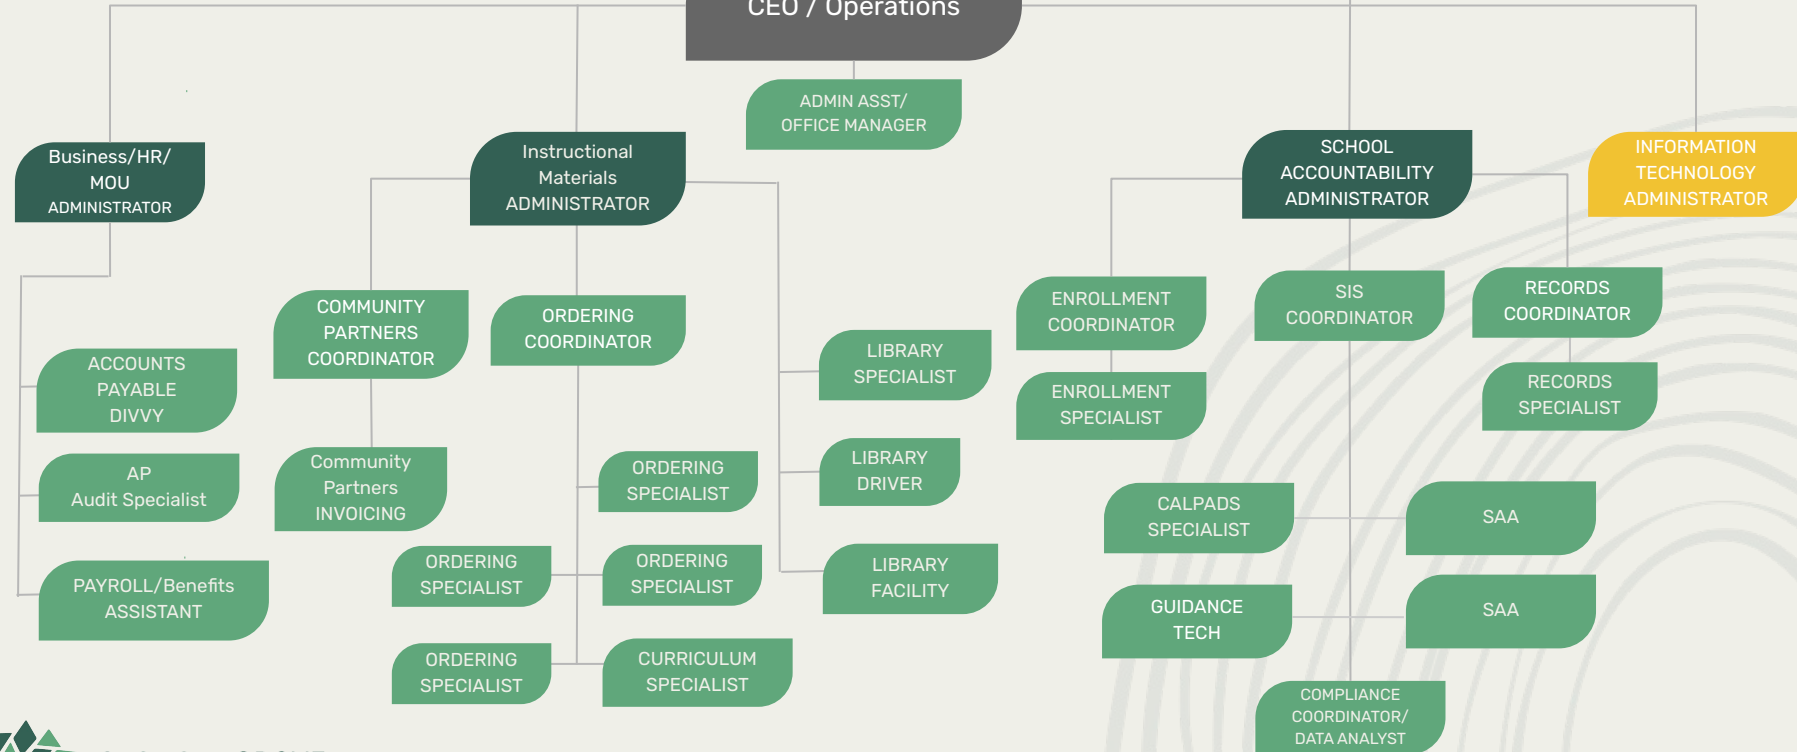 CEO / Operations
ADMIN ASST/
OFFICE MANAGER
Business/HR/
MOU
ADMINISTRATOR
Instructional
Materials
ADMINISTRATOR
SCHOOL
ACCOUNTABILITY
ADMINISTRATOR
INFORMATION
TECHNOLOGY
ADMINISTRATOR
COMMUNITY
PARTNERS
COORDINATOR
ORDERING
COORDINATOR
ENROLLMENT
COORDINATOR
SIS
COORDINATOR
RECORDS
COORDINATOR
ACCOUNTS
PAYABLE
DIVVY
LIBRARY
SPECIALIST
ENROLLMENT
SPECIALIST
RECORDS
SPECIALIST
AP
Audit Specialist
Community
Partners
INVOICING
ORDERING
SPECIALIST
LIBRARY
DRIVER
CALPADS
SPECIALIST
SAA
PAYROLL/Benefits
ASSISTANT
ORDERING
SPECIALIST
ORDERING
SPECIALIST
LIBRARY
FACILITY
GUIDANCE
TECH
SAA
ORDERING
SPECIALIST
CURRICULUM
SPECIALIST
COMPLIANCE
COORDINATOR/
DATA ANALYST